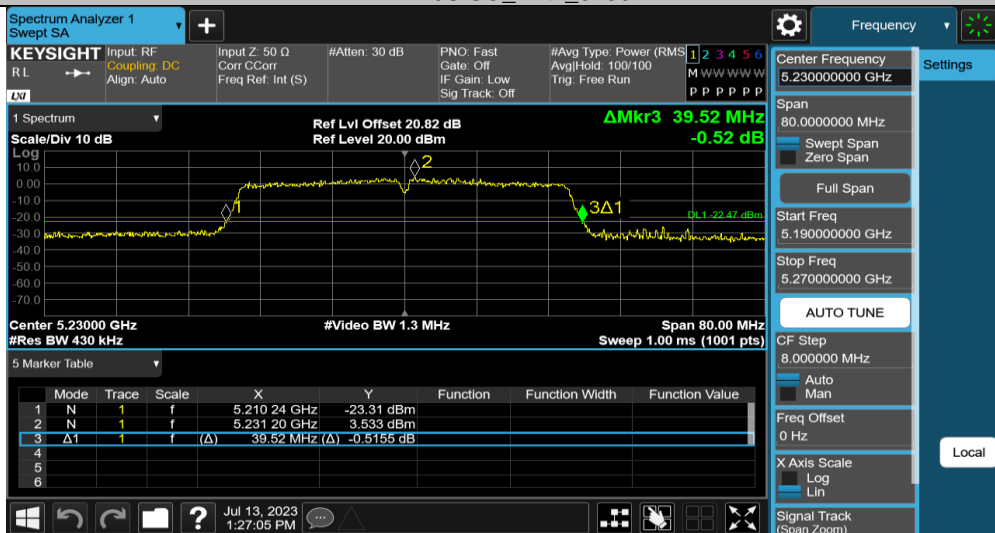 Spectrum Analyzer 1
Swept SA
+
Frequency
KEYSIGHT
RL
LXI
Input: RF
Coupling: DC
Align: Auto
Input Z: 50 Ω
Corr CCorr
Freq Ref: Int (S)
#Atten: 30 dB
PNO: Fast
Gate: Off
IF Gain: Low
Sig Track: Off
#Avg Type: Power (RMS
Avg|Hold: 100/100
Trig: Free Run
1 2 3 4 5 6
M W W W W W
P P P P P P
1 Spectrum
Scale/Div 10 dB
Ref Lvl Offset 20.82 dB
Ref Level 20.00 dBm
ΔMkr3 39.52 MHz
-0.52 dB
Log
10.0
0.00
-10.0
-20.0
-30.0
-40.0
-50.0
-60.0
-70.0
1
2
3Δ1
DL1 -22.47 dBm
Center 5.23000 GHz
#Res BW 430 kHz
#Video BW 1.3 MHz
Span 80.00 MHz
Sweep 1.00 ms (1001 pts)
5 Marker Table
Mode Trace Scale X Y Function Function Width Function Value
1 N 1 f 5.210 24 GHz -23.31 dBm
2 N 1 f 5.231 20 GHz 3.533 dBm
3 Δ1 1 f (Δ) 39.52 MHz (Δ) -0.5155 dB
4
5
6
?
Jul 13, 2023
1:27:05 PM
Center Frequency
5.230000000 GHz
Span
80.0000000 MHz
Swept Span
Zero Span
Full Span
Start Freq
5.190000000 GHz
Stop Freq
5.270000000 GHz
AUTO TUNE
CF Step
8.000000 MHz
Auto
Man
Freq Offset
0 Hz
X Axis Scale
Log
Lin
Signal Track
(Span Zoom)
Settings
Local